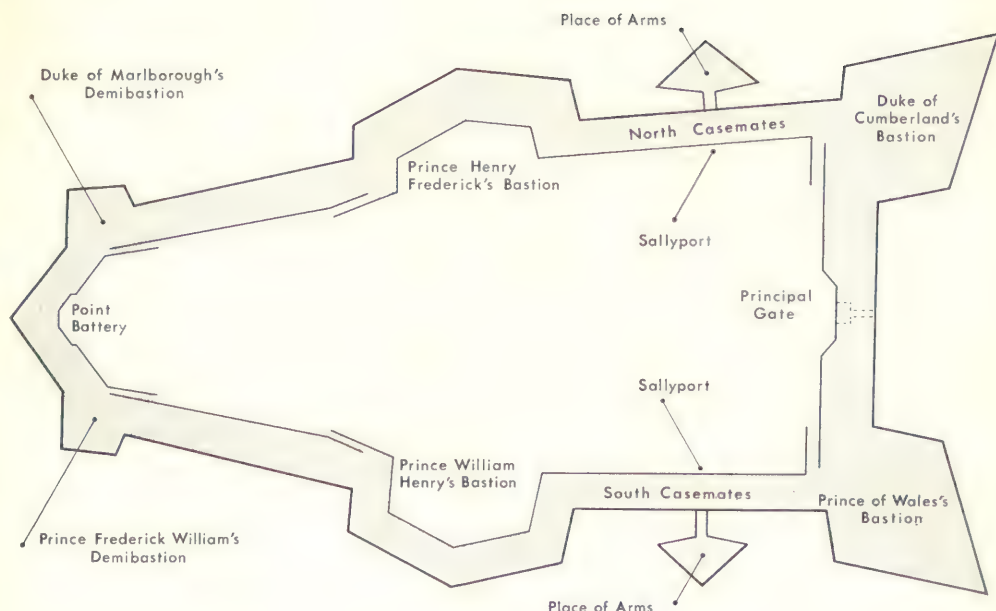 Place of Arms
Duke of Marlborough's
Demibastion
Duke of
Cumberland's
Bastion
North Casemates
Prince Henry
Frederick's Bastion
Sallyport
Point
Battery
Principal
Gate
Sallyport
Prince William
Henry's Bastion
South Casemates
Prince of Wales's
Bastion
Prince Frederick William's
Demibastion
Place of Arms